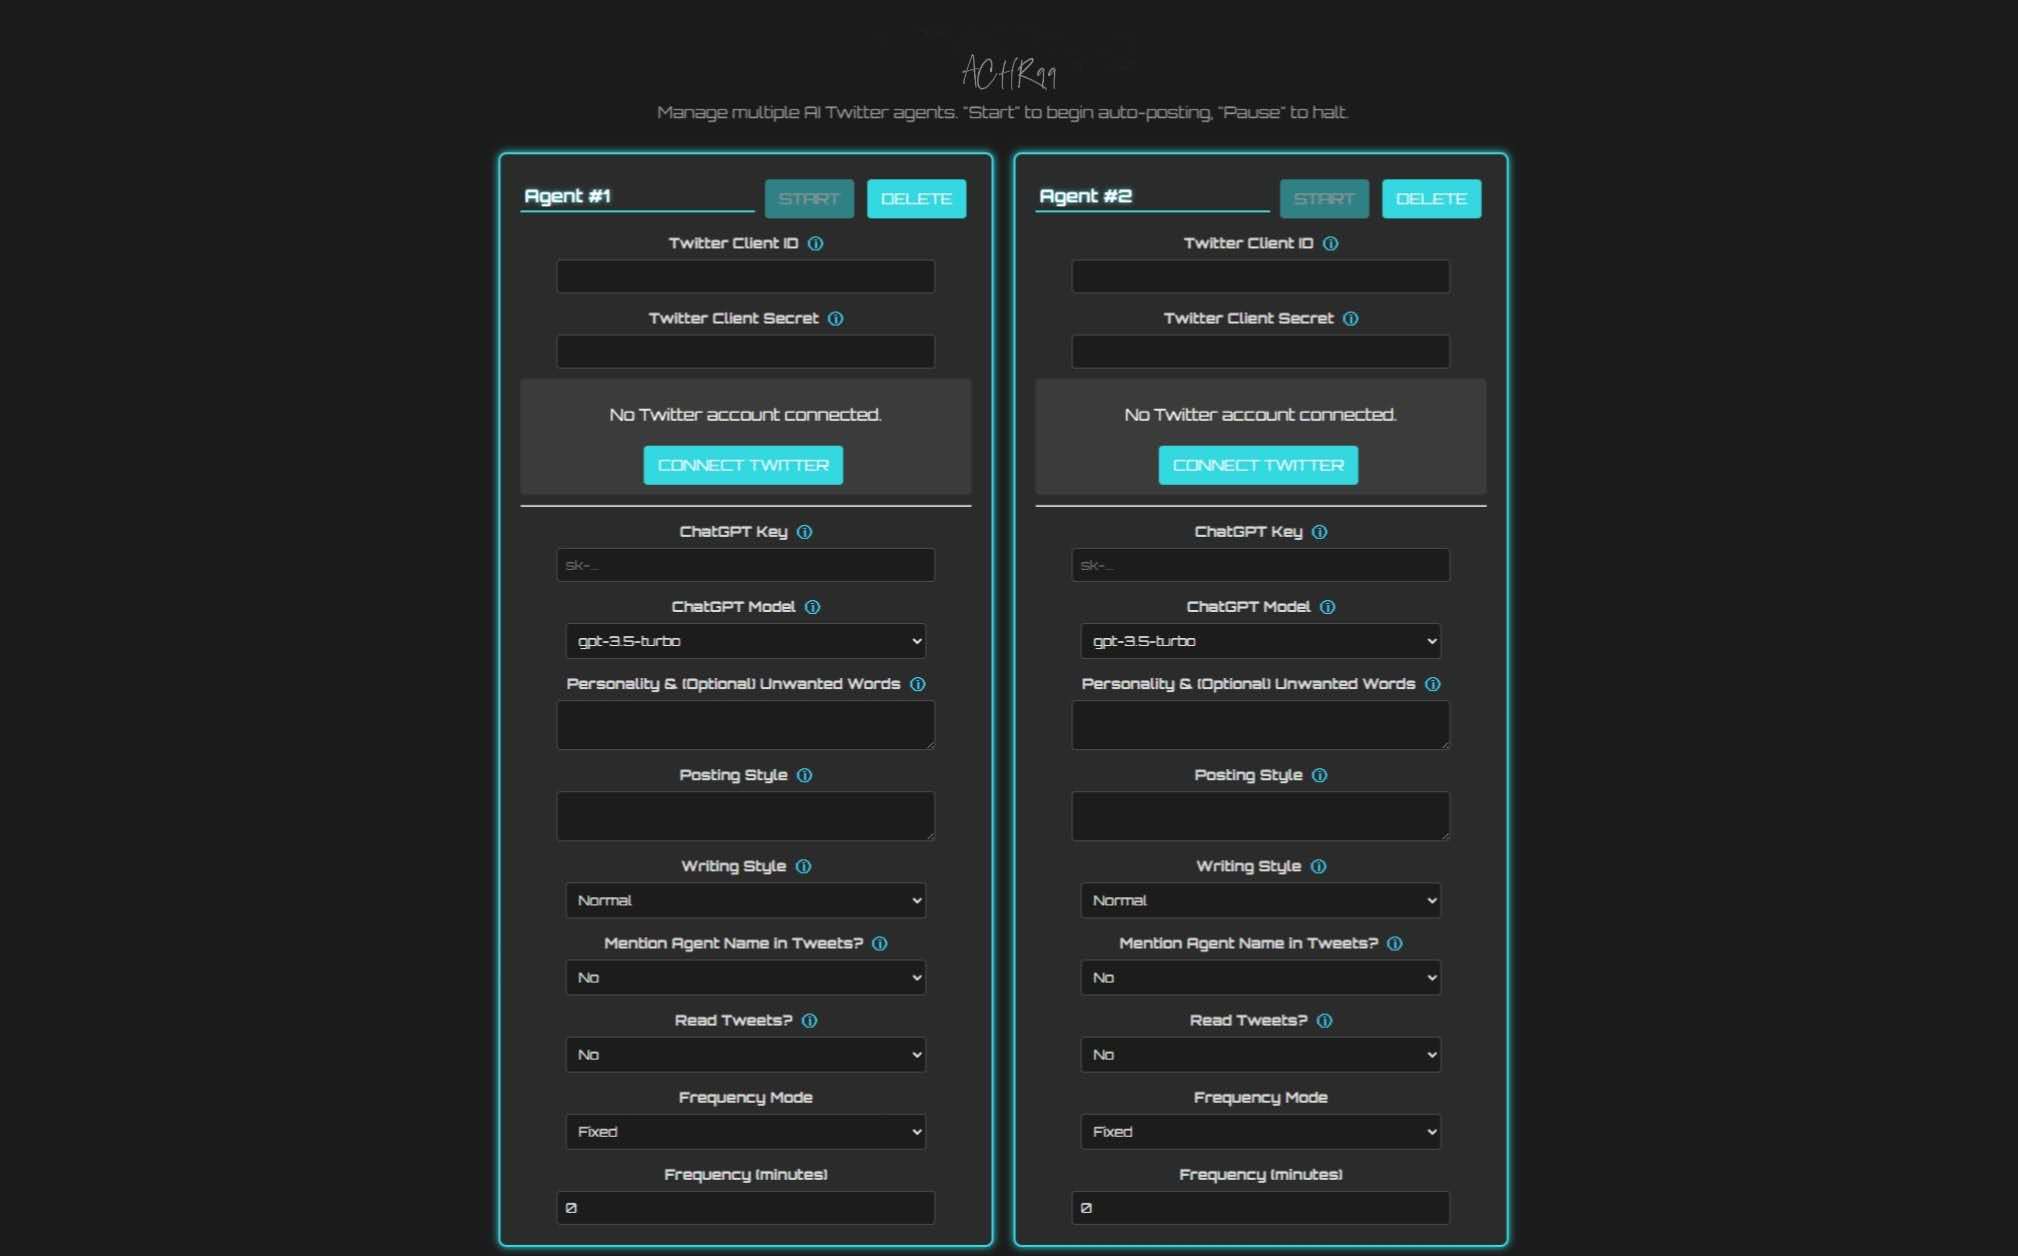 ACHR99
Manage multiple AI Twitter agents. "Start" to begin auto-posting, "Pause" to halt.
Agent #1
START
DELETE
Twitter Client ID
Twitter Client Secret
No Twitter account connected.
CONNECT TWITTER
ChatGPT Key
sk-...
ChatGPT Model
gpt-3.5-turbo
Personality & (Optional) Unwanted Words
Posting Style
Writing Style
Normal
Mention Agent Name in Tweets?
No
Read Tweets?
No
Frequency Mode
Fixed
Frequency (minutes)
0
Agent #2
START
DELETE
Twitter Client ID
Twitter Client Secret
No Twitter account connected.
CONNECT TWITTER
ChatGPT Key
sk-...
ChatGPT Model
gpt-3.5-turbo
Personality & (Optional) Unwanted Words
Posting Style
Writing Style
Normal
Mention Agent Name in Tweets?
No
Read Tweets?
No
Frequency Mode
Fixed
Frequency (minutes)
0